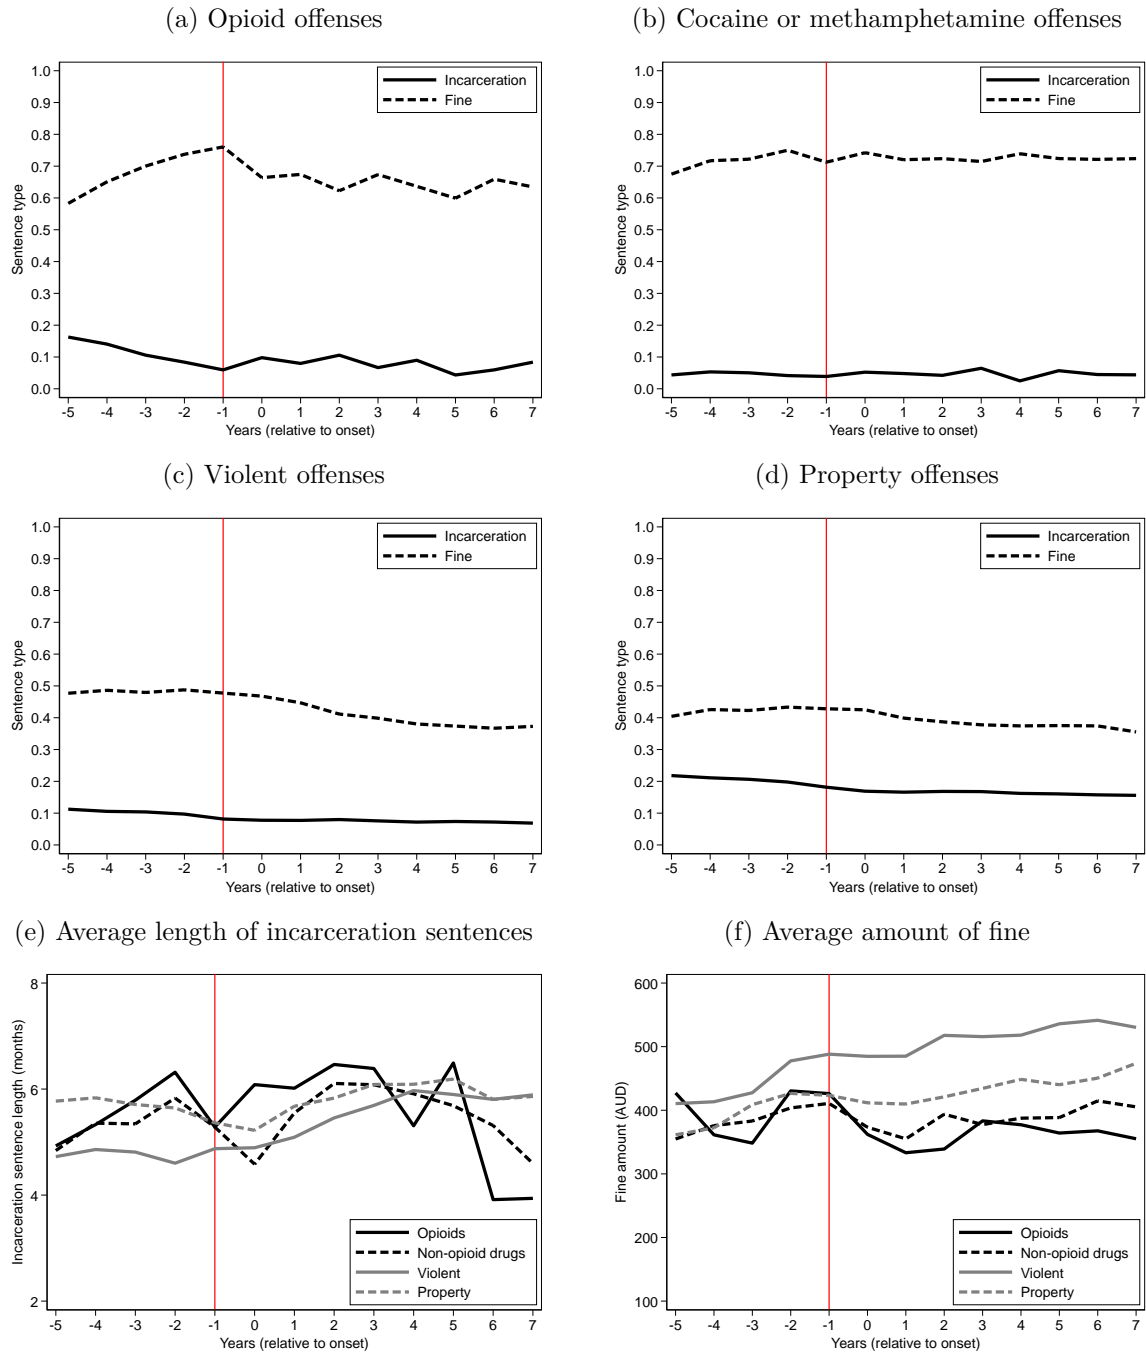 (a) Opioid offenses
1.0
0.9
0.8
0.7
0.6
0.5
0.4
0.3
0.2
0.1
0.0
Sentence type
Incarceration
Fine
-5 -4 -3 -2 -1 0 1 2 3 4 5 6 7
Years (relative to onset)
(b) Cocaine or methamphetamine offenses
1.0
0.9
0.8
0.7
0.6
0.5
0.4
0.3
0.2
0.1
0.0
Sentence type
Incarceration
Fine
-5 -4 -3 -2 -1 0 1 2 3 4 5 6 7
Years (relative to onset)
(c) Violent offenses
1.0
0.9
0.8
0.7
0.6
0.5
0.4
0.3
0.2
0.1
0.0
Sentence type
Incarceration
Fine
-5 -4 -3 -2 -1 0 1 2 3 4 5 6 7
Years (relative to onset)
(d) Property offenses
1.0
0.9
0.8
0.7
0.6
0.5
0.4
0.3
0.2
0.1
0.0
Sentence type
Incarceration
Fine
-5 -4 -3 -2 -1 0 1 2 3 4 5 6 7
Years (relative to onset)
(e) Average length of incarceration sentences
8
6
4
2
Incarceration sentence length (months)
Opioids
Non-opioid drugs
Violent
Property
-5 -4 -3 -2 -1 0 1 2 3 4 5 6 7
Years (relative to onset)
(f) Average amount of fine
600
500
400
300
200
100
Fine amount (AUD)
Opioids
Non-opioid drugs
Violent
Property
-5 -4 -3 -2 -1 0 1 2 3 4 5 6 7
Years (relative to onset)